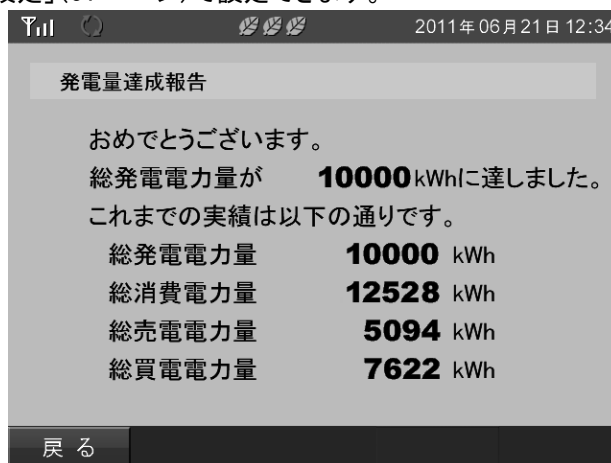 2011年06月21日 12:34
発電量達成報告
おめでとうございます。
総発電電力量が 10000kWhに達しました。
これまでの実績は以下の通りです。
総発電電力量 10000 kWh
総消費電力量 12528 kWh
総売電電力量 5094 kWh
総買電電力量 7622 kWh
戻る